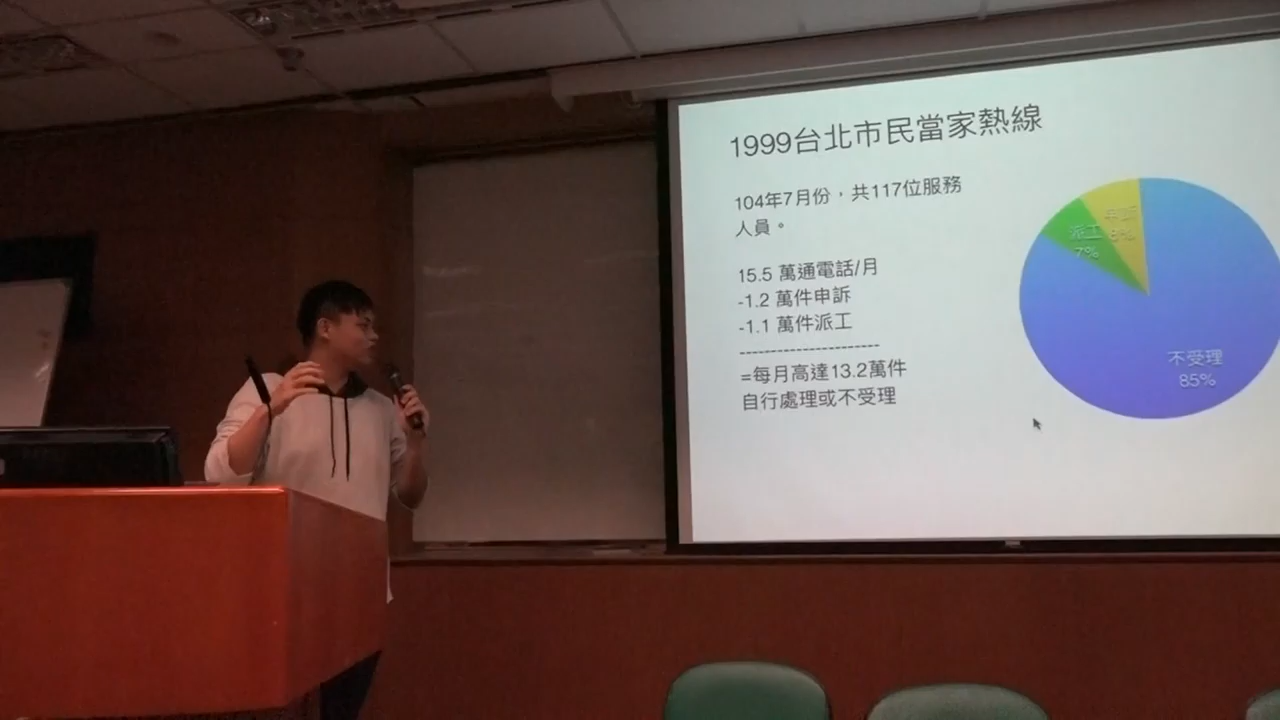 1999台北市民當家熱線
104年7月份，共117位服務
人員。
15.5 萬通電話/月
-1.2 萬件申訴
-1.1 萬件派工
----------------------
=每月高達13.2萬件
自行處理或不受理
申訴
8%
派工
7%
不受理
85%